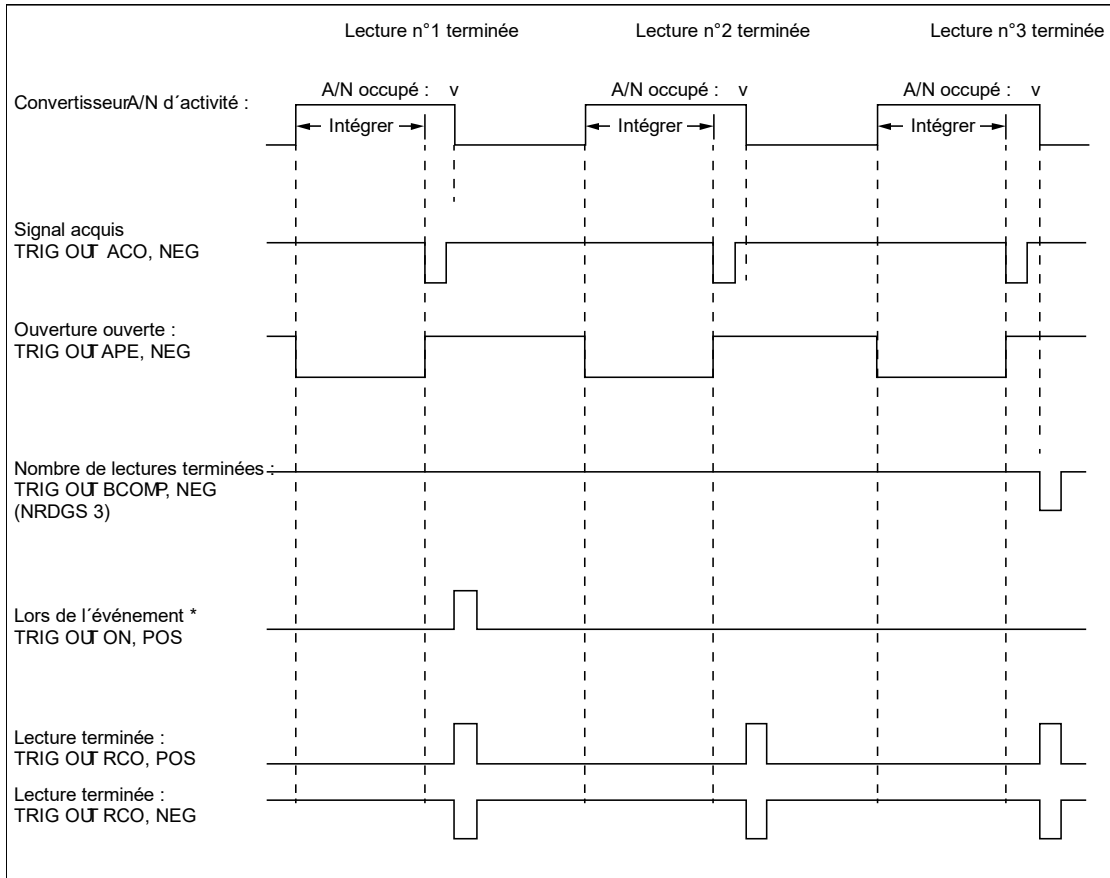 Lecture n°1 terminée Lecture n°2 terminée Lecture n°3 terminée
A/N occupé : v A/N occupé : v A/N occupé : v
ConvertisseurA/N d´activité :
Intégrer Intégrer Intégrer
Signal acquis
TRIG OUT ACO, NEG
Ouverture ouverte :
TRIG OUT APE, NEG
Nombre de lectures terminées :
TRIG OUT BCOMP, NEG
(NRDGS 3)
Lors de l´événement *
TRIG OUT ON, POS
Lecture terminée :
TRIG OUT RCO, POS
Lecture terminée :
TRIG OUT RCO, NEG